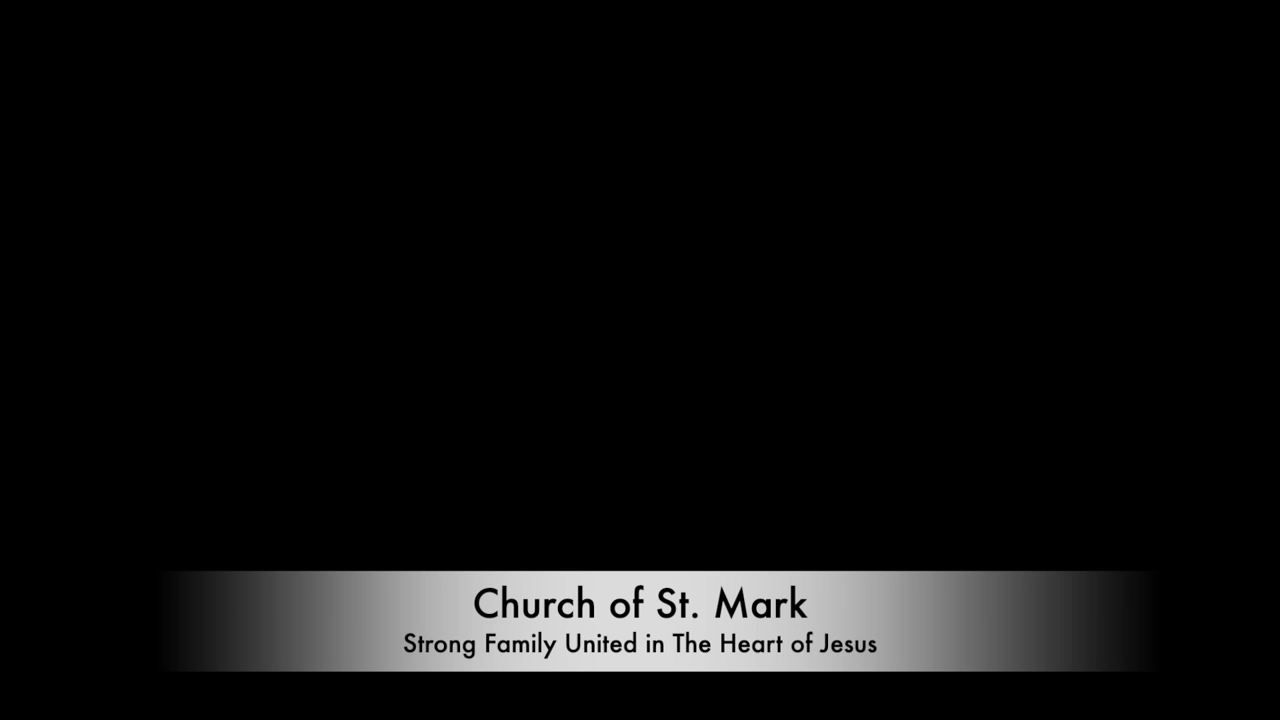 Church of St. Mark
Strong Family United in The Heart of Jesus